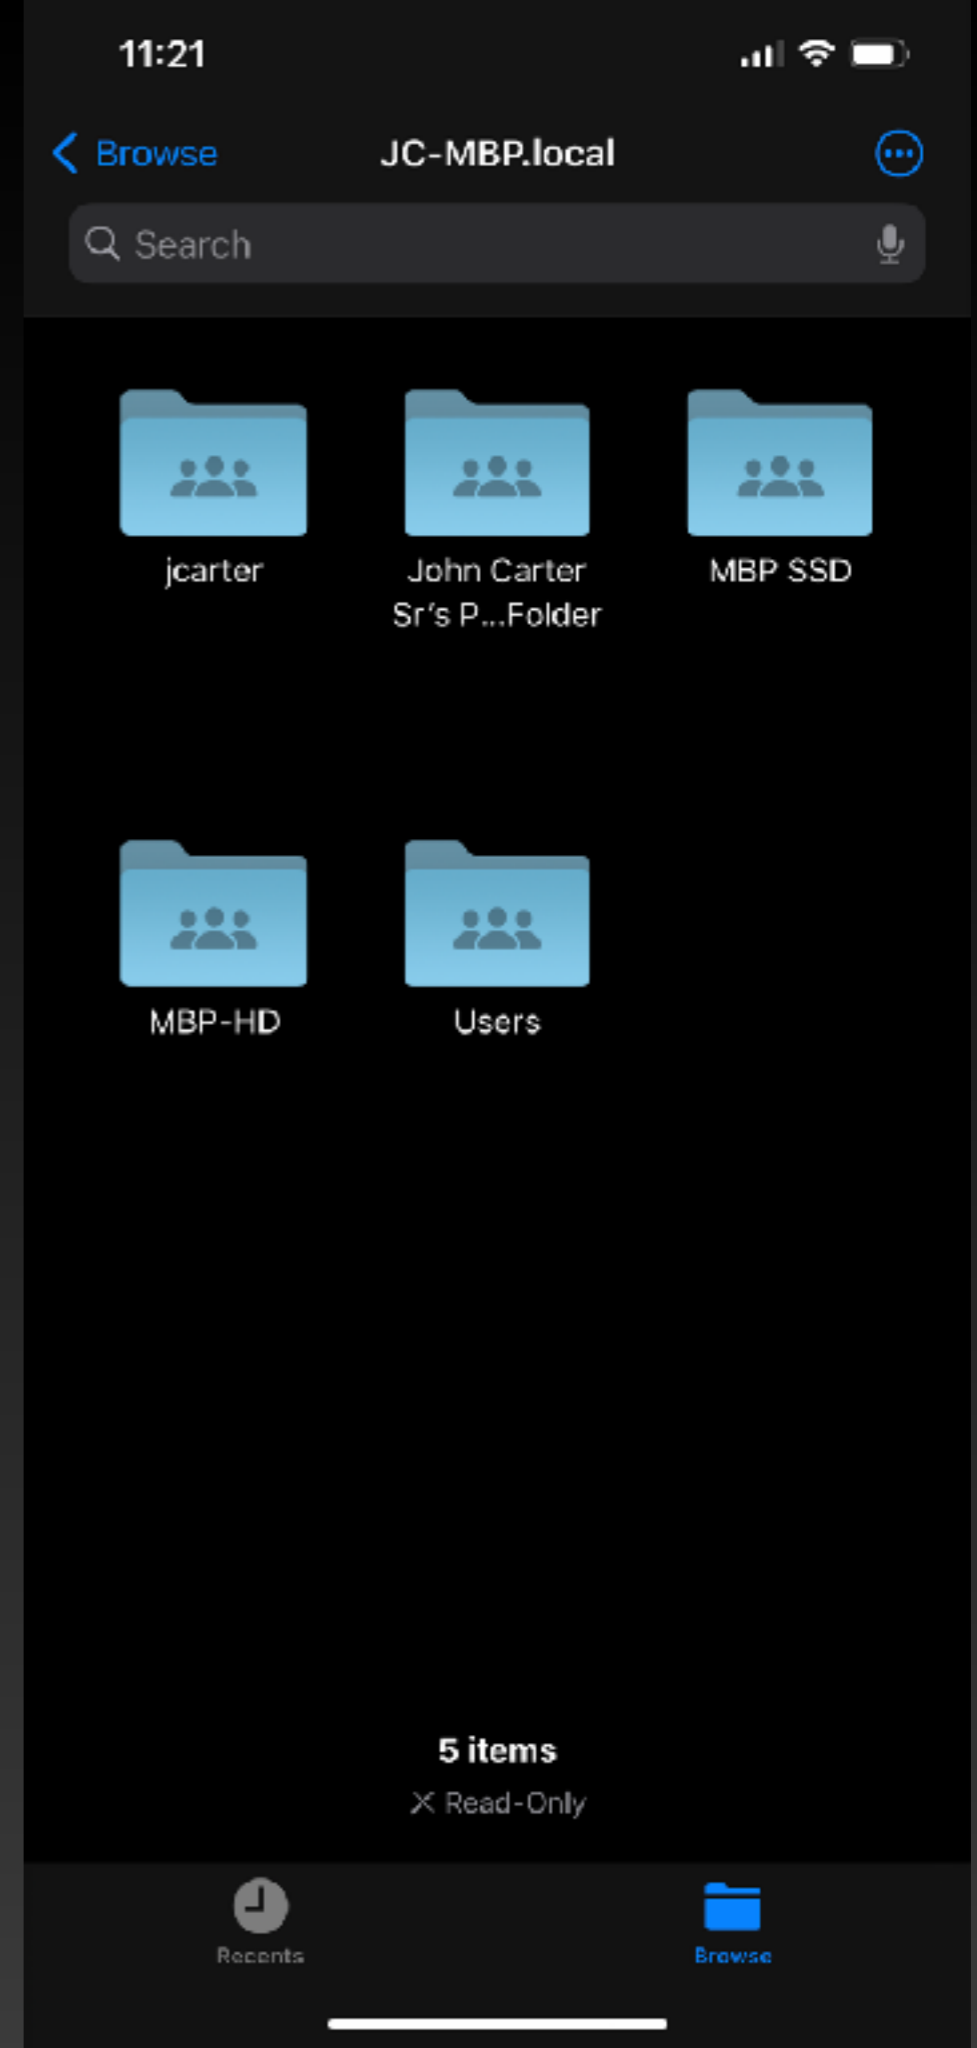 11:21
Browse
JC-MBP.local
Search
jcarter
John Carter
Sr’s P...Folder
MBP SSD
MBP-HD
Users
5 items
Read-Only
Recents
Browse